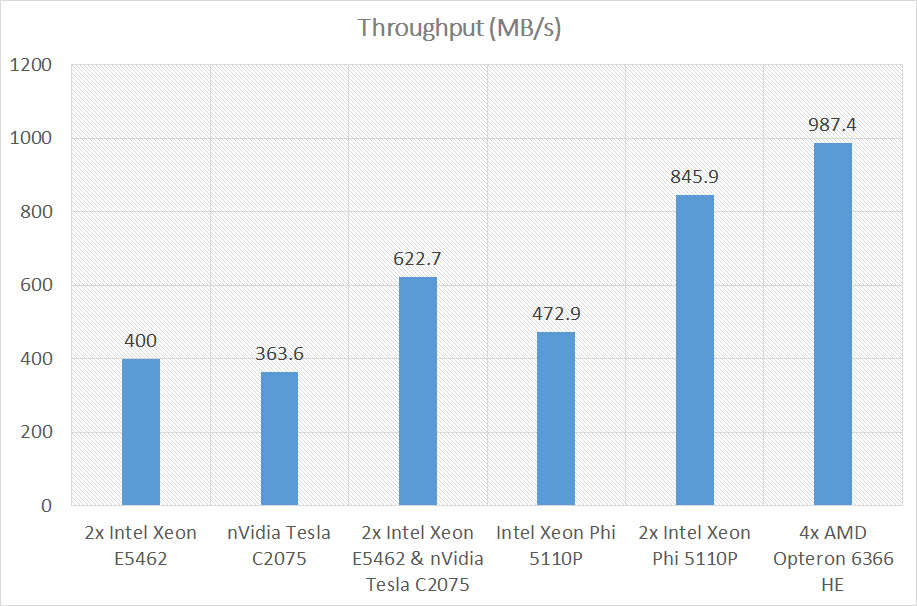 Throughput (MB/s)
1200
1000
800
600
400
200
0
400
363.6
622.7
472.9
845.9
987.4
2x Intel Xeon
E5462
nVidia Tesla
C2075
2x Intel Xeon
E5462 & nVidia
Tesla C2075
Intel Xeon Phi
5110P
2x Intel Xeon
Phi 5110P
4x AMD
Opteron 6366
HE